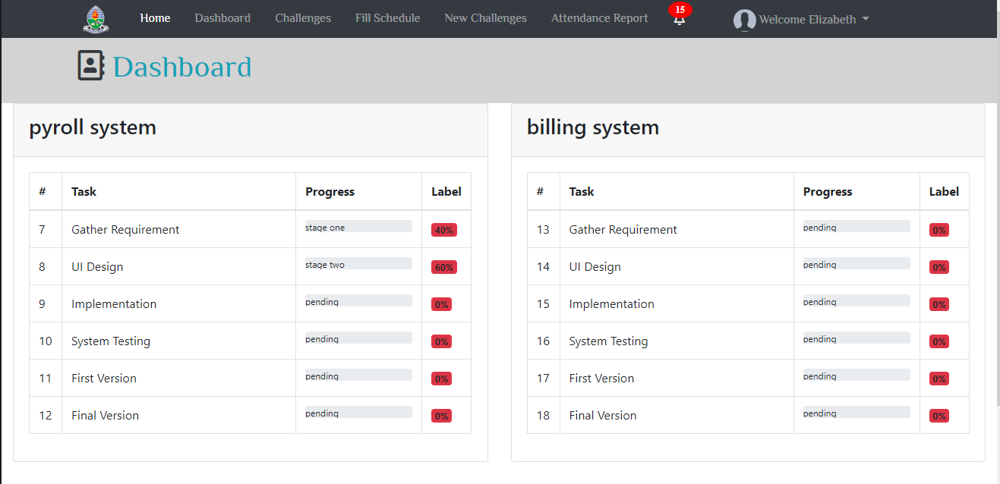 Home Dashboard Challenges Fill Schedule New Challenges Attendance Report 15 Welcome Elizabeth
Dashboard
pyroll system
# Task Progress Label
7 Gather Requirement stage one 40%
8 UI Design stage two 60%
9 Implementation pending 0%
10 System Testing pending 0%
11 First Version pending 0%
12 Final Version pending 0%
billing system
# Task Progress Label
13 Gather Requirement pending 0%
14 UI Design pending 0%
15 Implementation pending 0%
16 System Testing pending 0%
17 First Version pending 0%
18 Final Version pending 0%